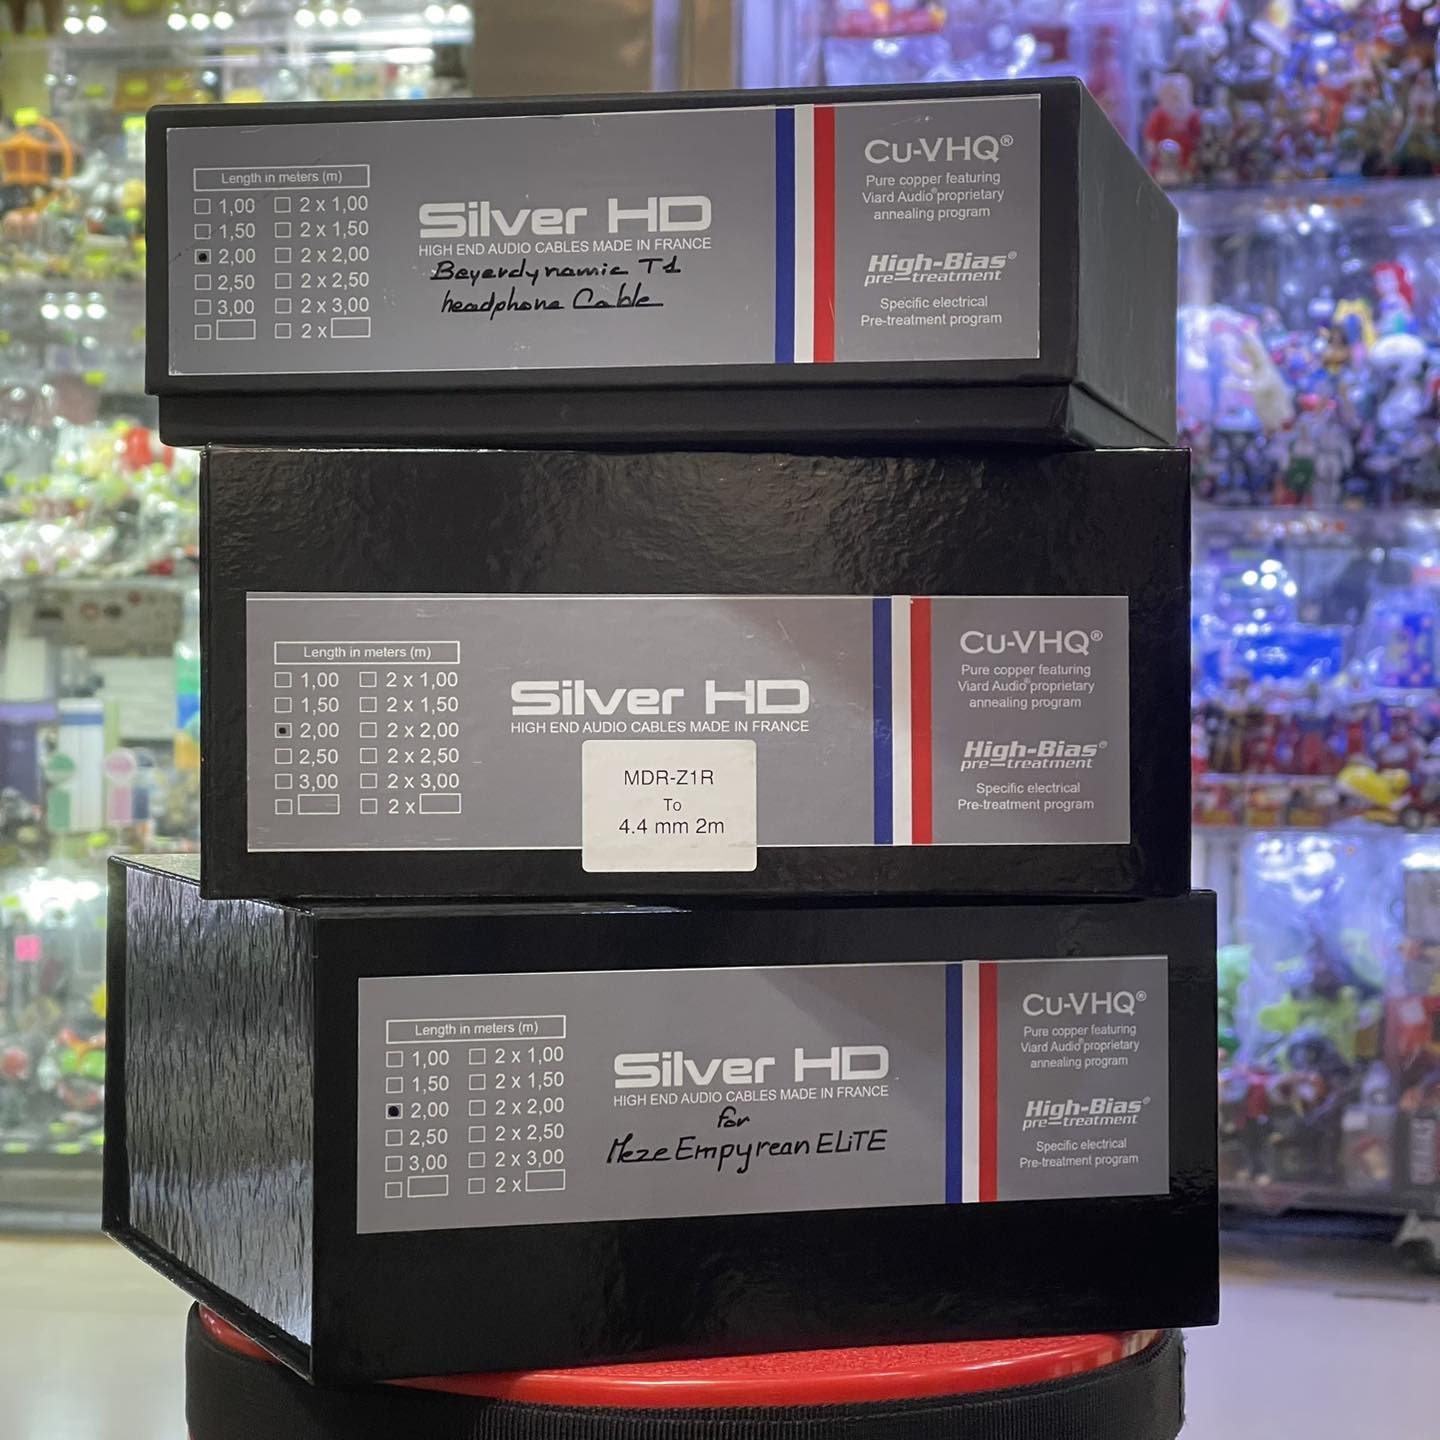 Length in meters (m)
1,00 2 x 1,00
1,50 2 x 1,50
2,00 2 x 2,00
2,50 2 x 2,50
3,00 2 x 3,00
2 x
Silver HD
HIGH END AUDIO CABLES MADE IN FRANCE
Beyerdynamic T1
headphone Cable
Cu-VHQ®
Pure copper featuring
Viard Audio® proprietary
annealing program
High-Bias®
pre-treatment
Specific electrical
Pre-treatment program
Length in meters (m)
1,00 2 x 1,00
1,50 2 x 1,50
2,00 2 x 2,00
2,50 2 x 2,50
3,00 2 x 3,00
2 x
Silver HD
HIGH END AUDIO CABLES MADE IN FRANCE
MDR-Z1R
To
4.4 mm 2m
Cu-VHQ®
Pure copper featuring
Viard Audio® proprietary
annealing program
High-Bias®
pre-treatment
Specific electrical
Pre-treatment program
Length in meters (m)
1,00 2 x 1,00
1,50 2 x 1,50
2,00 2 x 2,00
2,50 2 x 2,50
3,00 2 x 3,00
2 x
Silver HD
HIGH END AUDIO CABLES MADE IN FRANCE
for
Meze Empyrean ELiTE
Cu-VHQ®
Pure copper featuring
Viard Audio® proprietary
annealing program
High-Bias®
pre-treatment
Specific electrical
Pre-treatment program